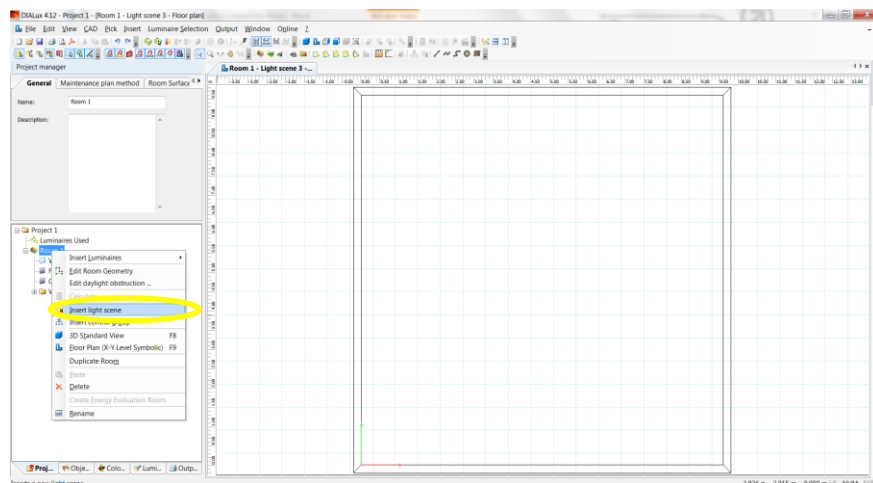 DIALux 4.12 - Project 1 - [Room 1 - Light scene 3 - Floor plan]
File Edit View CAD Pick Insert Luminaire Selection Output Window Online ?
Project manager
Room 1 - Light scene 3 -...
General Maintenance plan method Room Surface
Name: Room 1
Description:
Project 1
Luminaires Used
Insert Luminaires
Edit Room Geometry
Edit daylight obstruction ...
Insert light scene
Insert control group
3D Standard View F8
Floor Plan (X-Y Level Symbolic) F9
Duplicate Room
Paste
Delete
Create Energy Evaluation Room
Rename
Proj... Obje... Colo... Lumi... Outp...